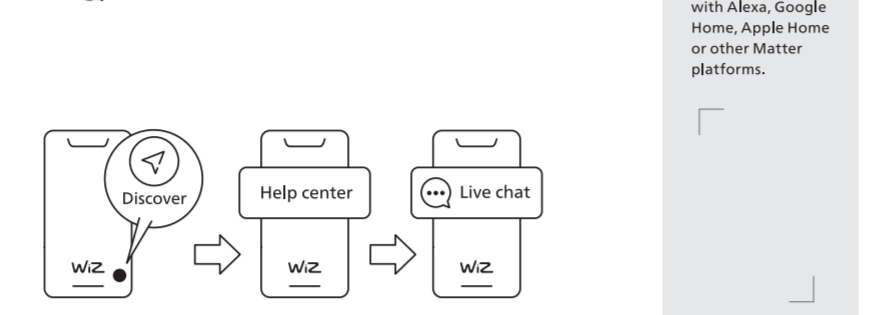 with Alexa, Google
Home, Apple Home
or other Matter
platforms.
Discover
Help center
Live chat
WiZ
WiZ
WiZ